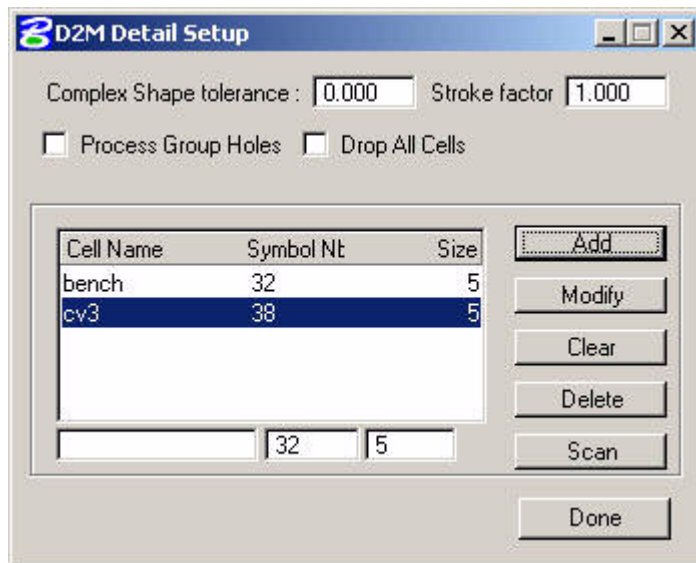 D2M Detail Setup
Complex Shape tolerance : 0.000 Stroke factor 1.000
Process Group Holes Drop All Cells
Cell Name Symbol Nt Size
bench 32 5
cv3 38 5
32 5
Add
Modify
Clear
Delete
Scan
Done